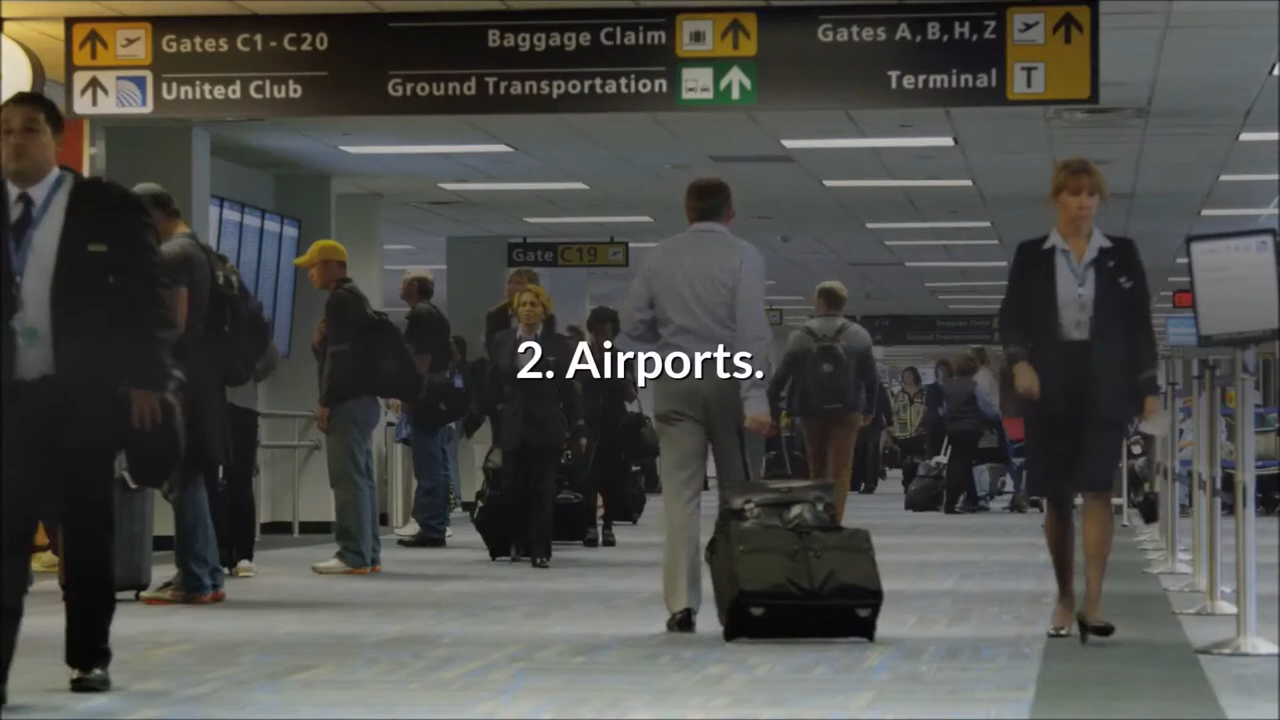 Gates C1-C20
United Club
Baggage Claim
Ground Transportation
Gates A, B, H, Z
Terminal
T
Gate C19
2. Airports.